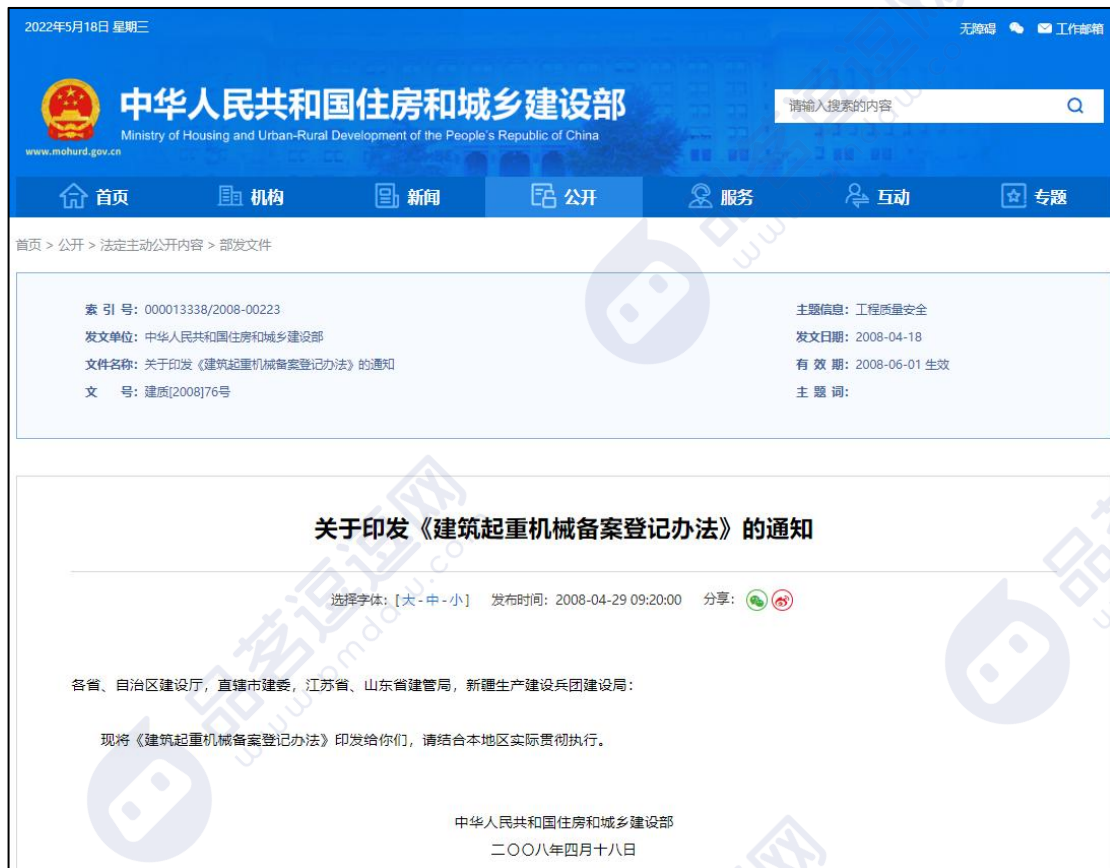 2022年5月18日 星期三
无障碍 工作邮箱
中华人民共和国住房和城乡建设部
Ministry of Housing and Urban-Rural Development of the People's Republic of China
www.mohurd.gov.cn
请输入搜索的内容
首页 机构 新闻 公开 服务 互动 专题
首页 > 公开 > 法定主动公开内容 > 部发文件
索 引 号：000013338/2008-00223
主题信息：工程质量安全
发文单位：中华人民共和国住房和城乡建设部
发文日期：2008-04-18
文件名称：关于印发《建筑起重机械备案登记办法》的通知
有 效 期：2008-06-01 生效
文 号：建质[2008]76号
主 题 词：
关于印发《建筑起重机械备案登记办法》的通知
选择字体：[大-中-小] 发布时间：2008-04-29 09:20:00 分享：
各省、自治区建设厅，直辖市建委，江苏省、山东省建管局，新疆生产建设兵团建设局：
现将《建筑起重机械备案登记办法》印发给你们，请结合本地区实际贯彻执行。
中华人民共和国住房和城乡建设部
二〇〇八年四月十八日
品茗逗逗网
www.pmddw.com